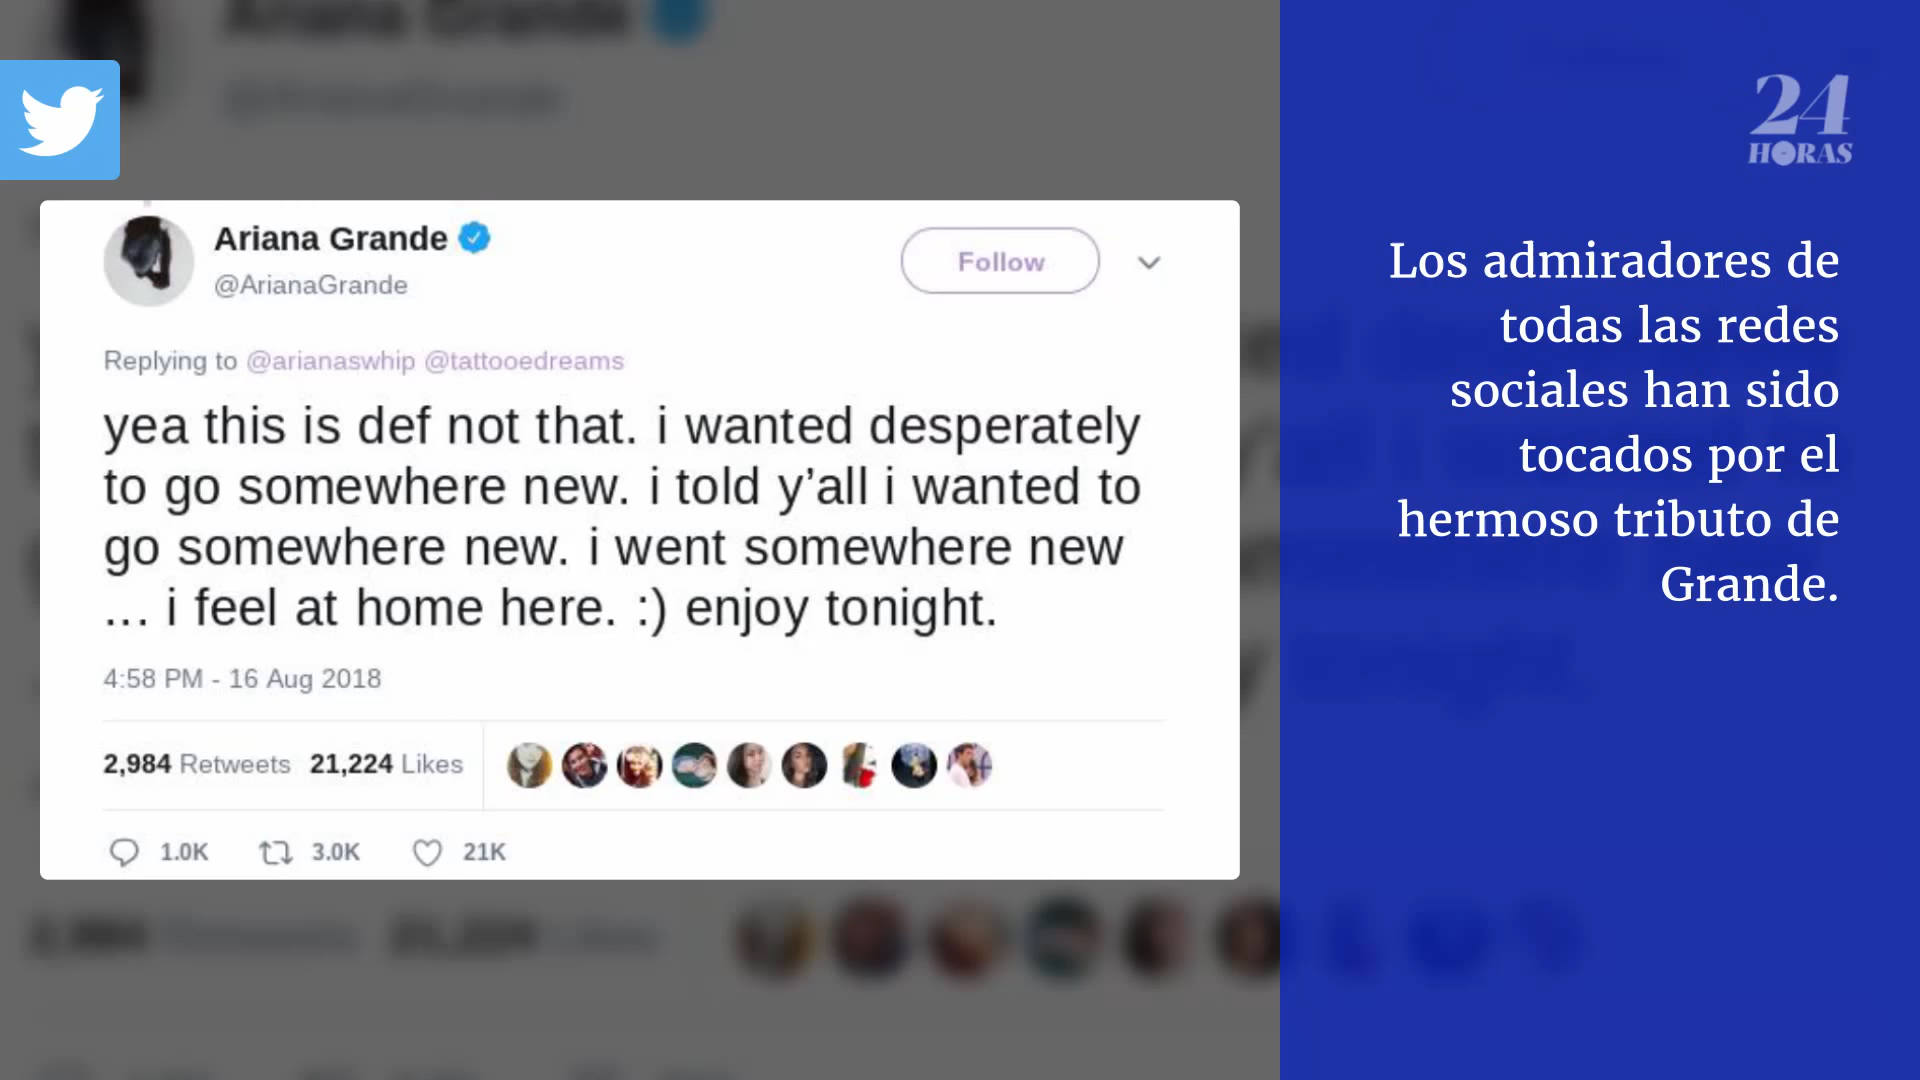 Ariana Grande
@ArianaGrande
Follow
Replying to @arianaswhip @tattooedreams
yea this is def not that. i wanted desperately
to go somewhere new. i told y’all i wanted to
go somewhere new. i went somewhere new
... i feel at home here. :) enjoy tonight.
4:58 PM - 16 Aug 2018
2,984 Retweets 21,224 Likes
1.0K 3.0K 21K
24
HORAS
Los admiradores de
todas las redes
sociales han sido
tocados por el
hermoso tributo de
Grande.